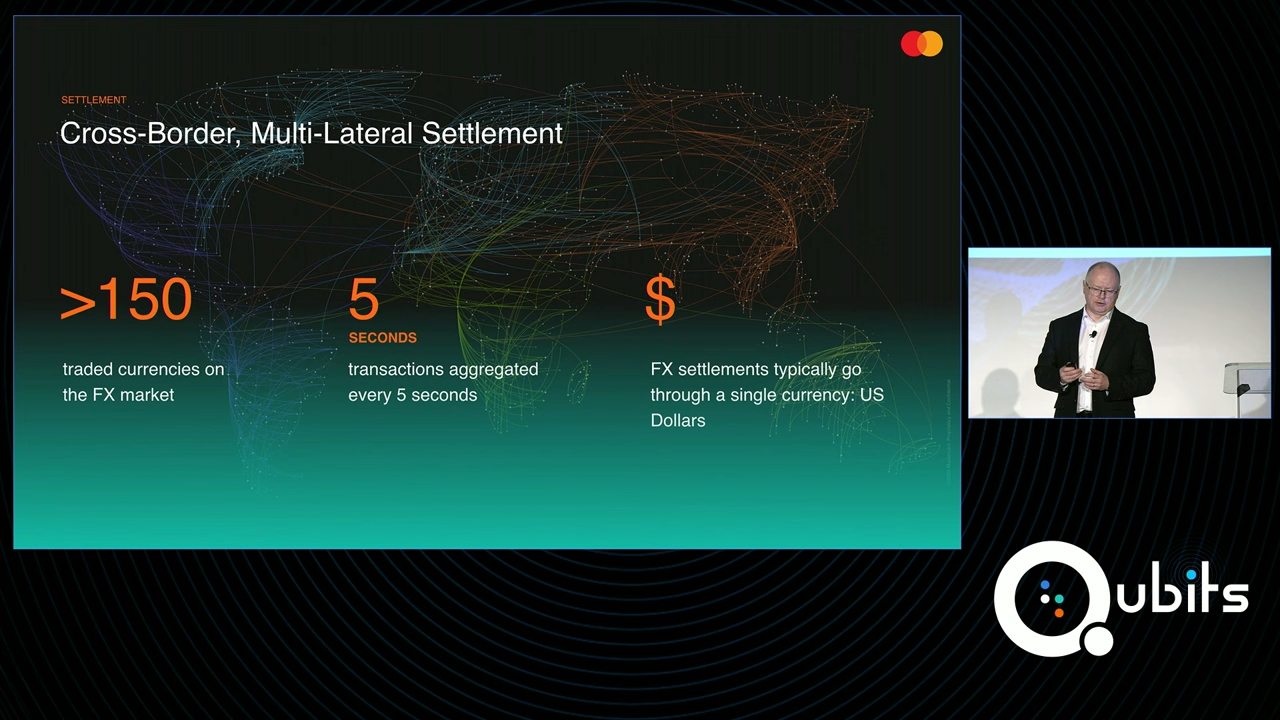 SETTLEMENT
Cross-Border, Multi-Lateral Settlement
>150
traded currencies on
the FX market
5
SECONDS
transactions aggregated
every 5 seconds
$
FX settlements typically go
through a single currency: US
Dollars
Qubits